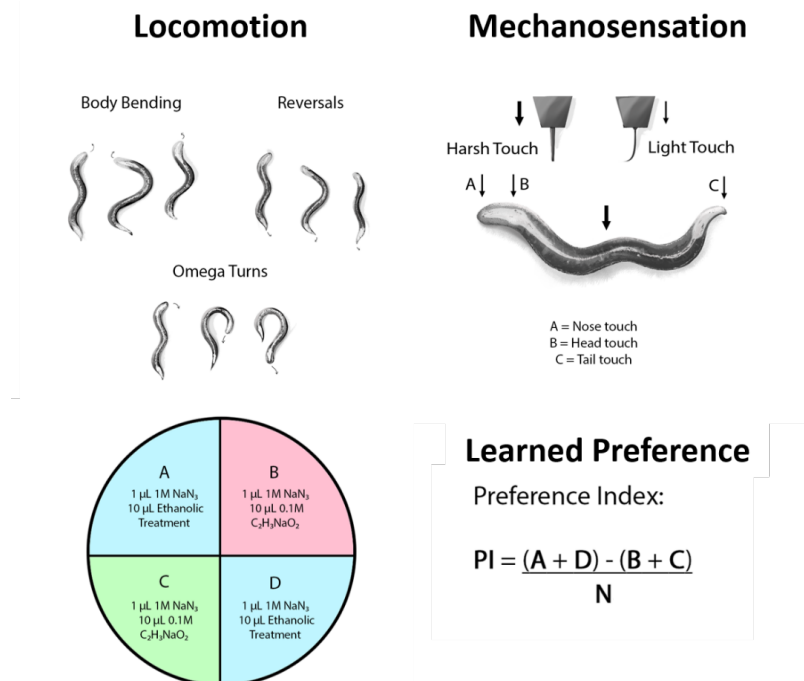 Locomotion
Body Bending
Reversals
Omega Turns
Mechanosensation
Harsh Touch
Light Touch
A
B
C
A = Nose touch
B = Head touch
C = Tail touch
A
1 µL 1M NaN₃
10 µL Ethanolic
Treatment
B
1 µL 1M NaN₃
10 µL 0.1M
C₂H₃NaO₂
C
1 µL 1M NaN₃
10 µL 0.1M
C₂H₃NaO₂
D
1 µL 1M NaN₃
10 µL Ethanolic
Treatment
Learned Preference
Preference Index:
PI = (A + D) - (B + C)
N